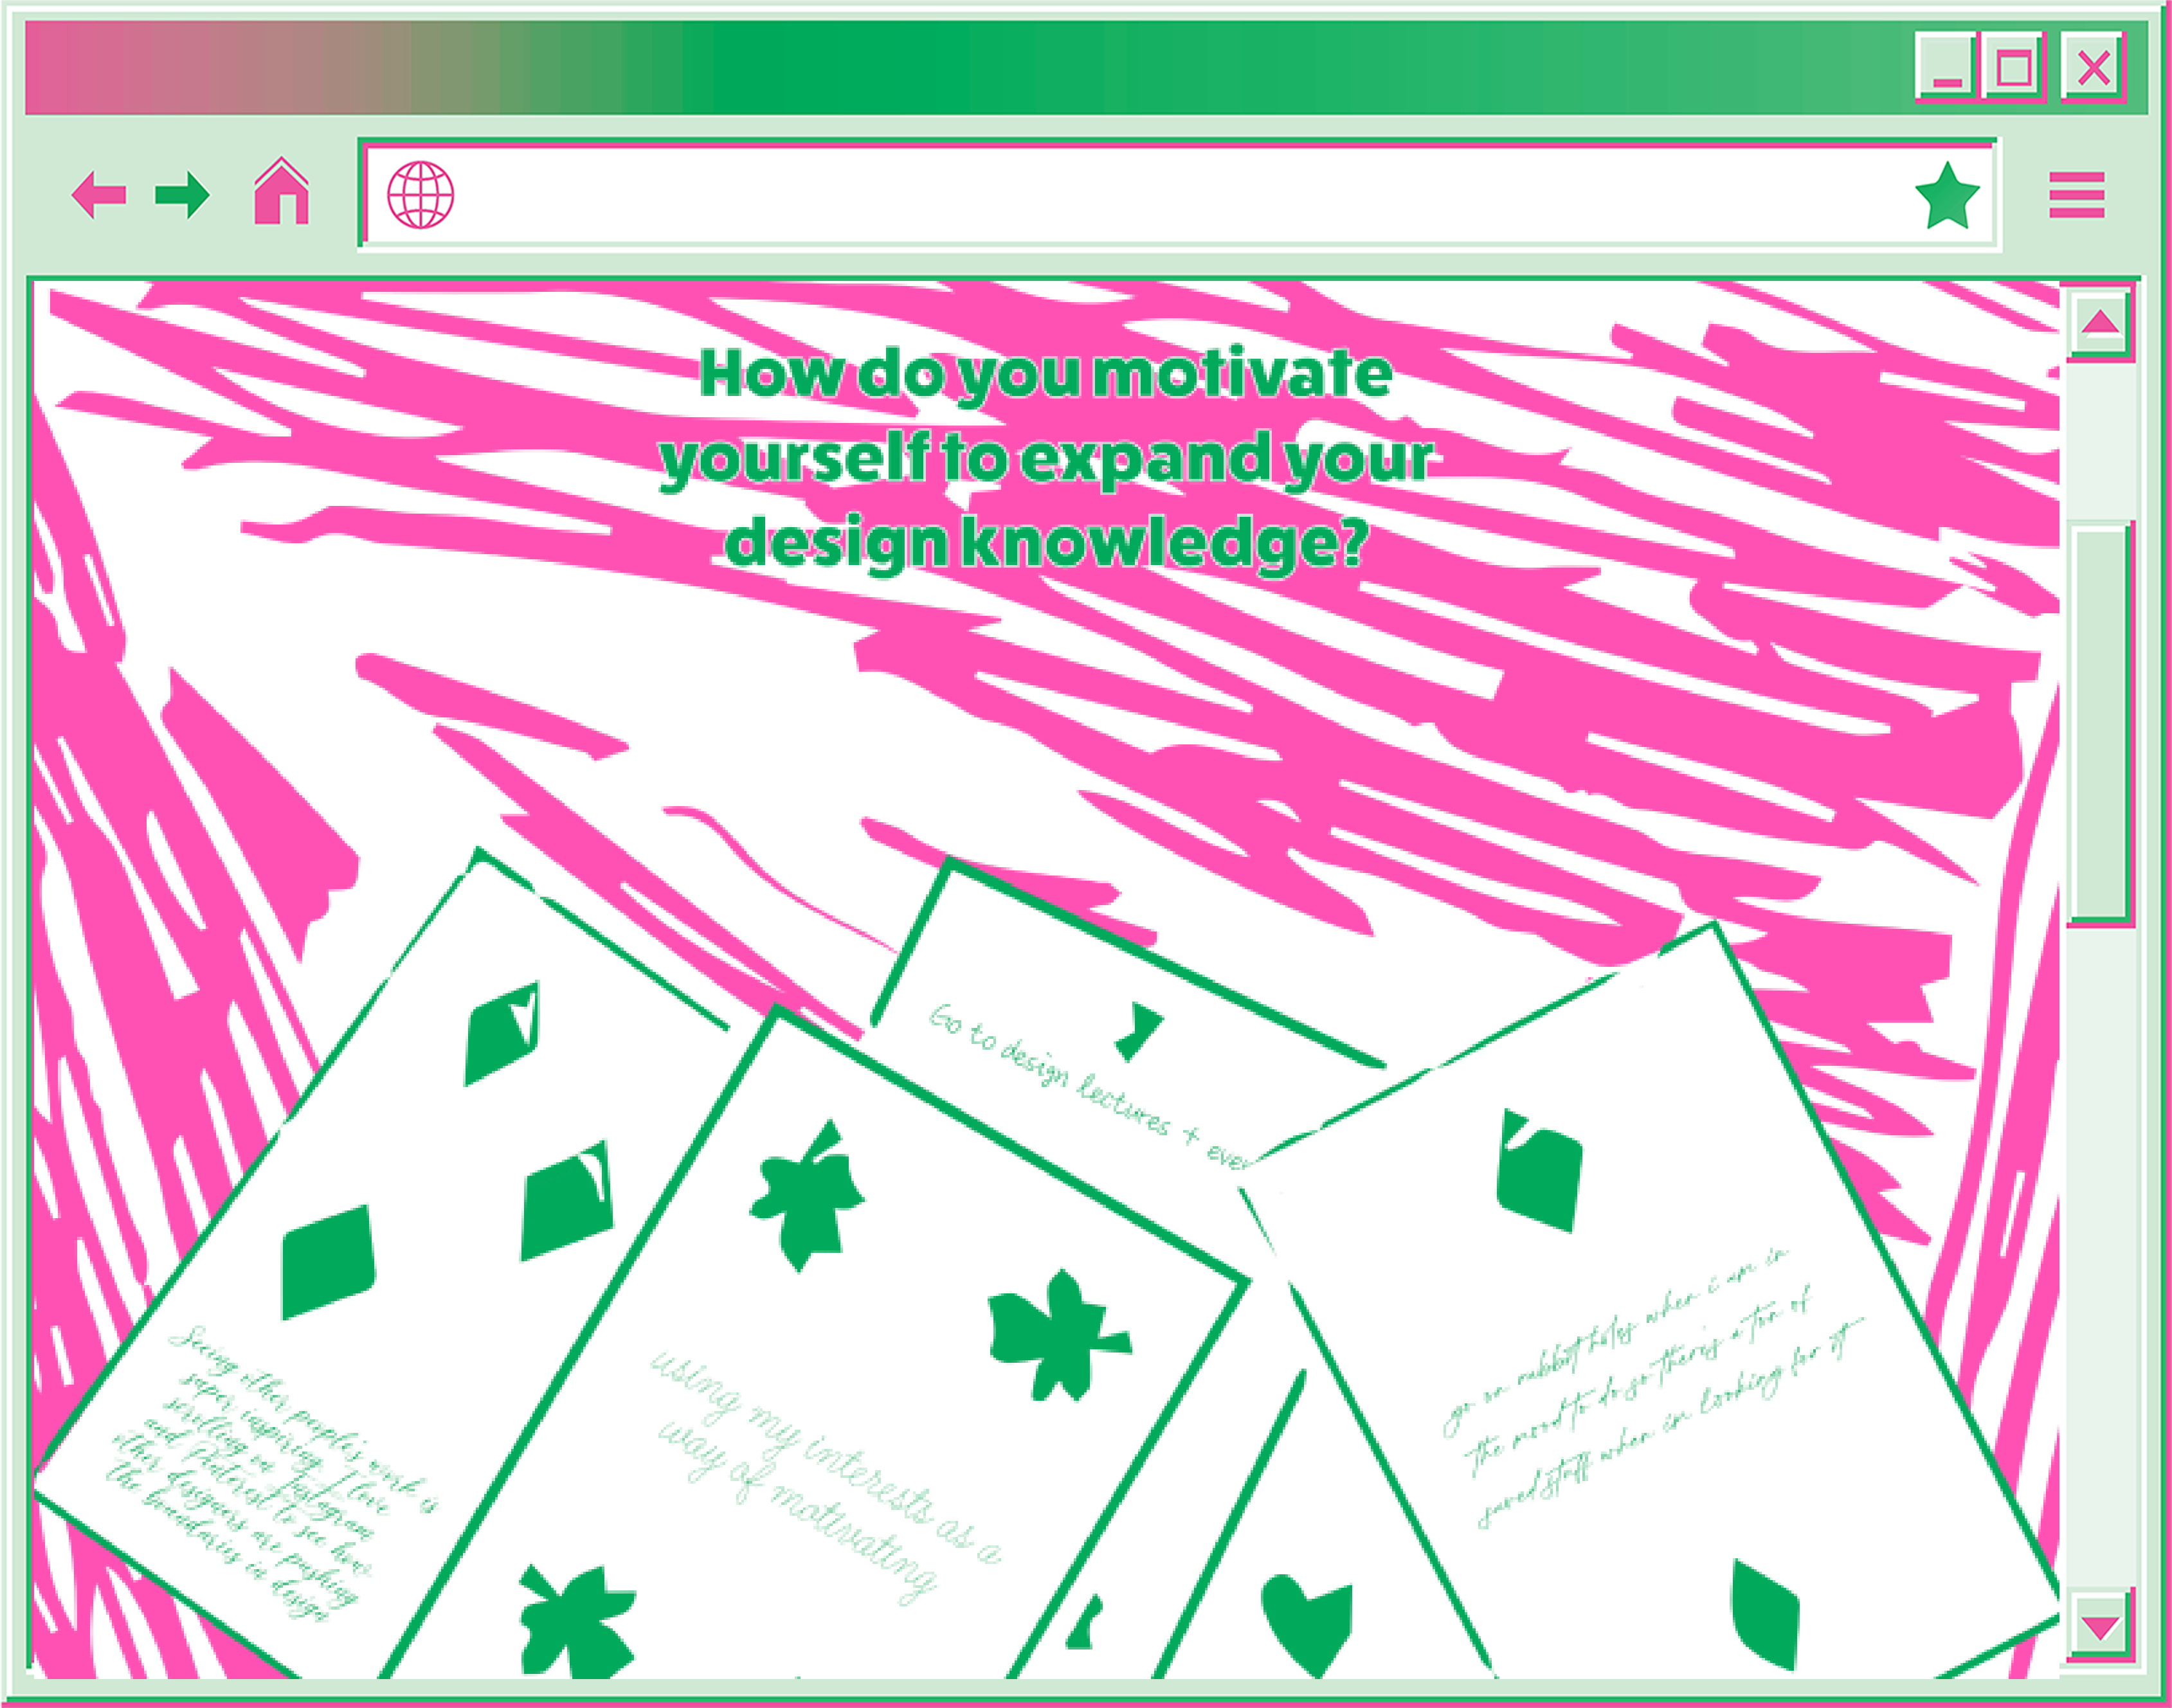 How do you motivate
yourself to expand your
design knowledge?
Go to design lectures + eve
Seeing other people's work is
super inspiring. I love
scrolling on Instagram
and Pinterest to see how
other designers are pushing
the boundaries in design
using my interests as a
way of motivating
go on rabbit holes when i am in
the mood to do so there's a ton of
saved stuff when im looking for it